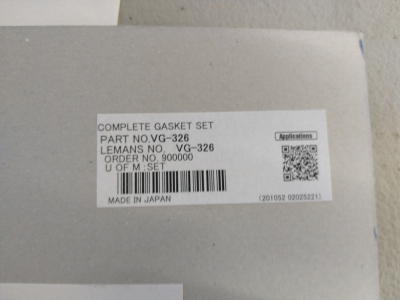 COMPLETE GASKET SET
Applications
PART NO.VG-326
LEMANS NO. VG-326
ORDER NO. 900000
U OF M :SET
MADE IN JAPAN
(201052 02025221)